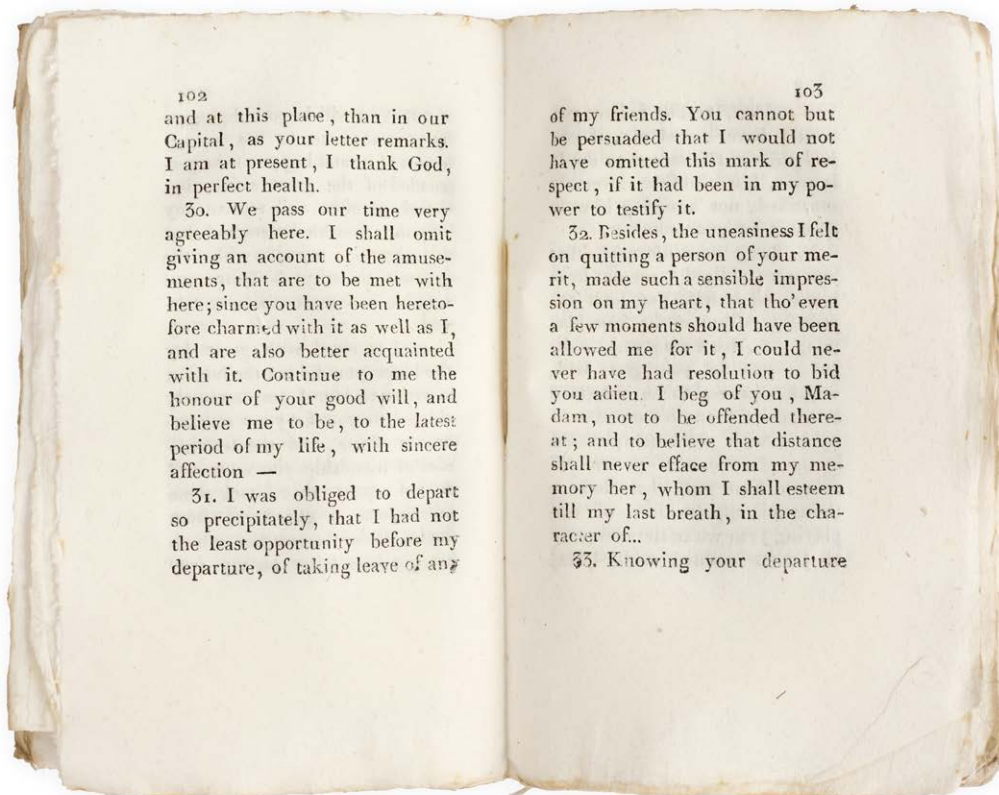 102
and at this place, than in our
Capital, as your letter remarks.
I am at present, I thank God,
in perfect health.
30. We pass our time very
agreeably here. I shall omit
giving an account of the amuse-
ments, that are to be met with
here; since you have been hereto-
fore charmed with it as well as I,
and are also better acquainted
with it. Continue to me the
honour of your good will, and
believe me to be, to the latest
period of my life, with sincere
affection —
31. I was obliged to depart
so precipitately, that I had not
the least opportunity before my
departure, of taking leave of any
103
of my friends. You cannot but
be persuaded that I would not
have omitted this mark of re-
spect, if it had been in my po-
wer to testify it.
32. Besides, the uneasiness I felt
on quitting a person of your me-
rit, made such a sensible impres-
sion on my heart, that tho' even
a few moments should have been
allowed me for it, I could ne-
ver have had resolution to bid
you adieu. I beg of you, Ma-
dam, not to be offended there-
at; and to believe that distance
shall never efface from my me-
mory her, whom I shall esteem
till my last breath, in the cha-
racter of...
33. Knowing your departure